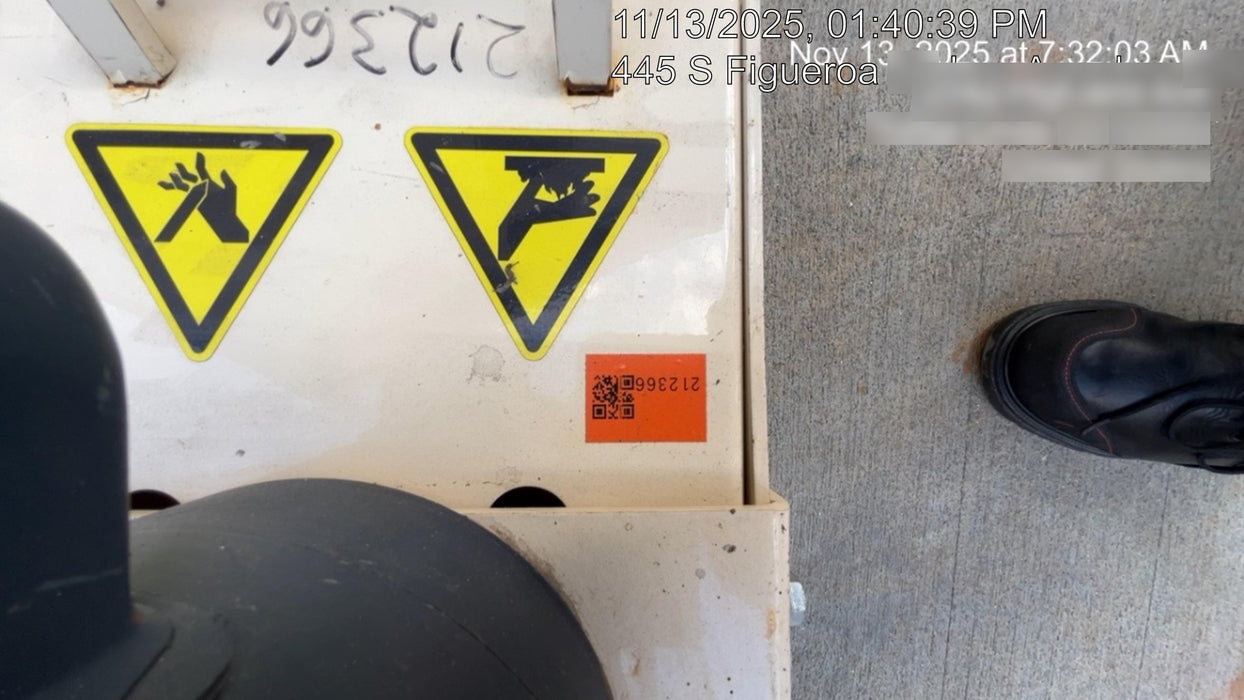 11/13/2025, 01:40:39 PM
Nov 13, 2025 at 7:32:03 AM
445 S Figueroa
212366
212366